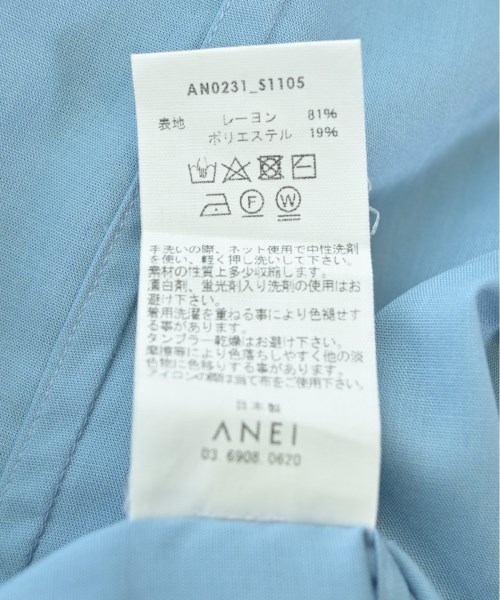 AN0231_S1105
表地 レーヨン 81%
ポリエステル 19%
F W
手洗いの際、ネット使用で中性洗剤
を使い、軽く押し洗いして下さい。
素材の性質上多少収縮します。
漂白剤、蛍光剤入り洗剤の使用はお
避け下さい。
着用洗濯を重ねる事により色褪せす
る事があります。
タンブラー乾燥はお避け下さい。
摩擦等により色落ちしやすく他の淡
色物に色移りする事があります。
アイロンの際は当て布をご使用下さい。
日本製
ANEI
03.6908.0620